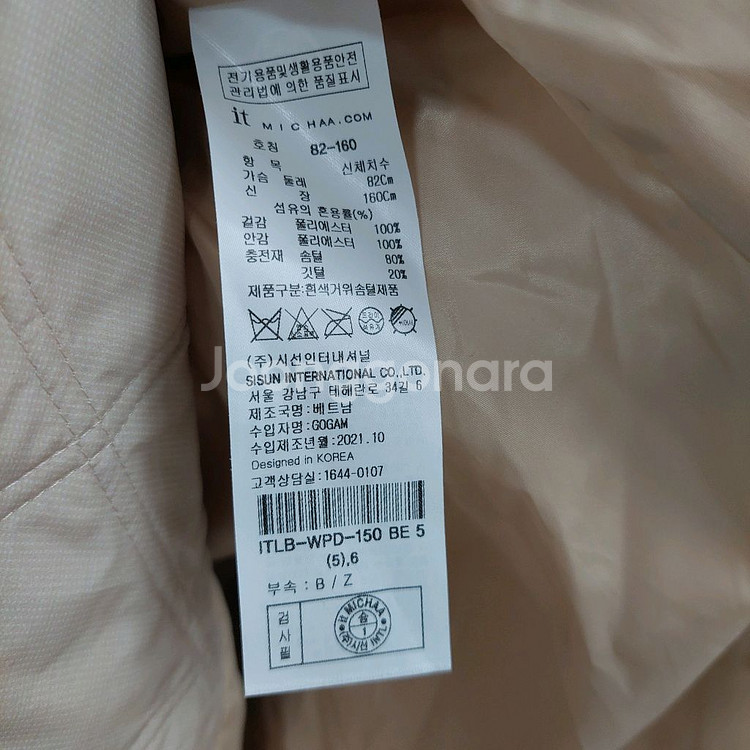 전기용품및생활용품안전
관리법에 의한 품질표시
it MICHAA.COM
호칭 82-160
항 목 신체치수
가슴 둘레 82Cm
신 장 160Cm
섬유의 혼용률(%)
겉감 폴리에스터 100%
안감 폴리에스터 100%
충전재 솜털 80%
깃털 20%
제품구분:흰색거위솜털제품
(주)시선인터내셔널
SISUN INTERNATIONAL CO.,LTD.
서울 강남구 테헤란로 34길 6
제조국명:베트남
수입자명:GOGAM
수입제조년월:2021.10
Designed in KOREA
고객상담실:1644-0107
ITLB-WPD-150 BE 5
(5),6
부속 : B / Z
검사필
it MICHAA
솜
1
Joonggonara